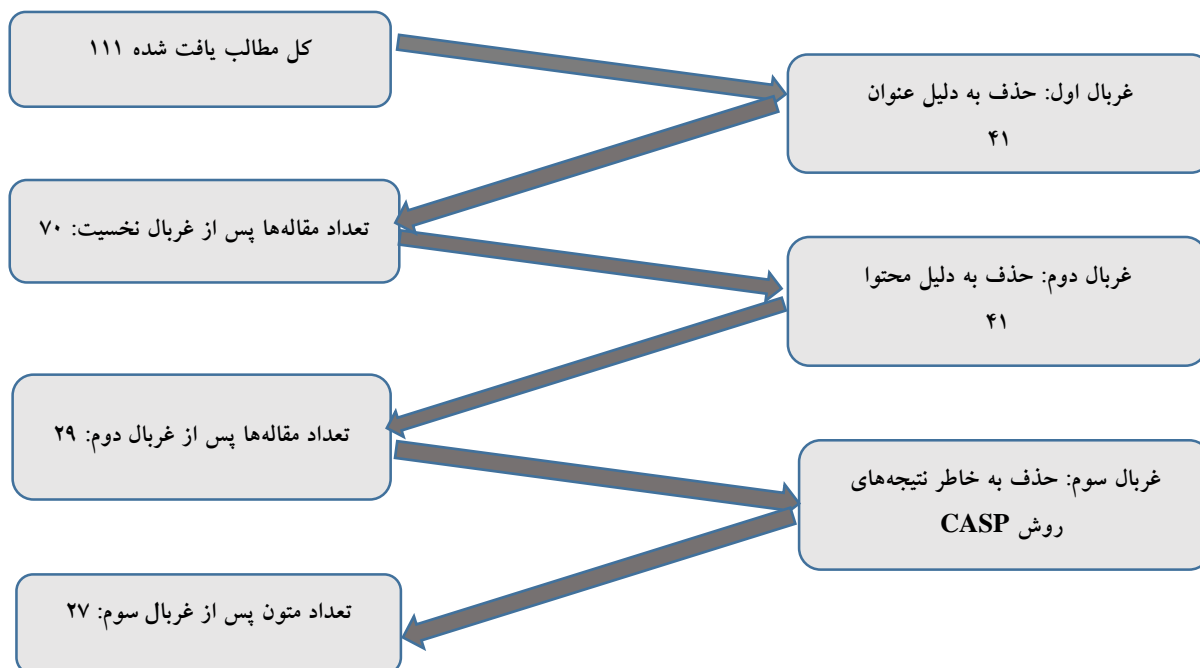 کل مطالب یافت شده ۱۱۱
غربال اول: حذف به دلیل عنوان
۴۱
تعداد مقاله‌ها پس از غربال نخسیت: ۷۰
غربال دوم: حذف به دلیل محتوا
۴۱
تعداد مقاله‌ها پس از غربال دوم: ۲۹
غربال سوم: حذف به خاطر نتیجه‌های
روش CASP
تعداد متون پس از غربال سوم: ۲۷